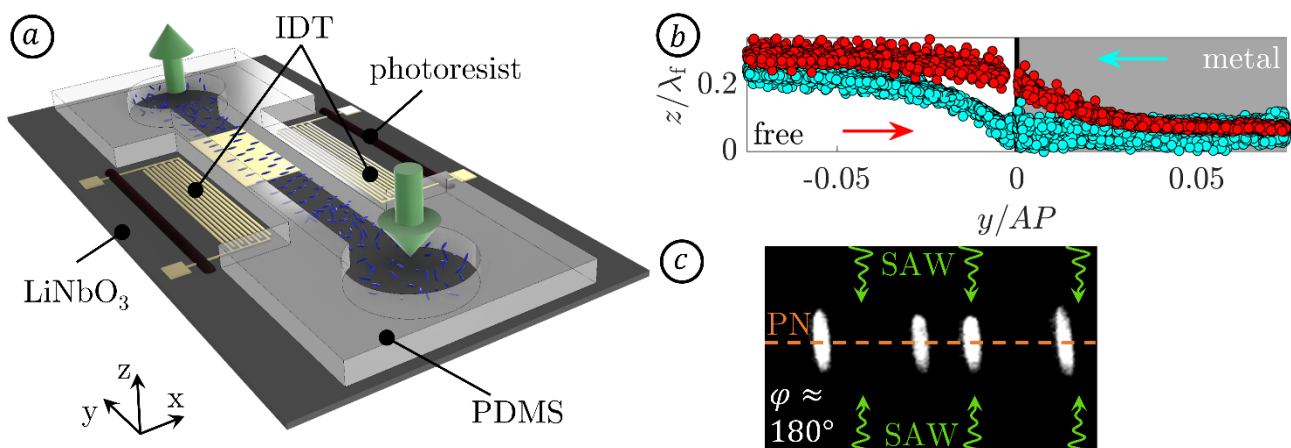 a
IDT
photoresist
LiNbO₃
PDMS
z
y
x
b
z/λf
0.2
0
free
metal
-0.05
0
0.05
y/AP
c
SAW
PN
φ ≈
180°
SAW